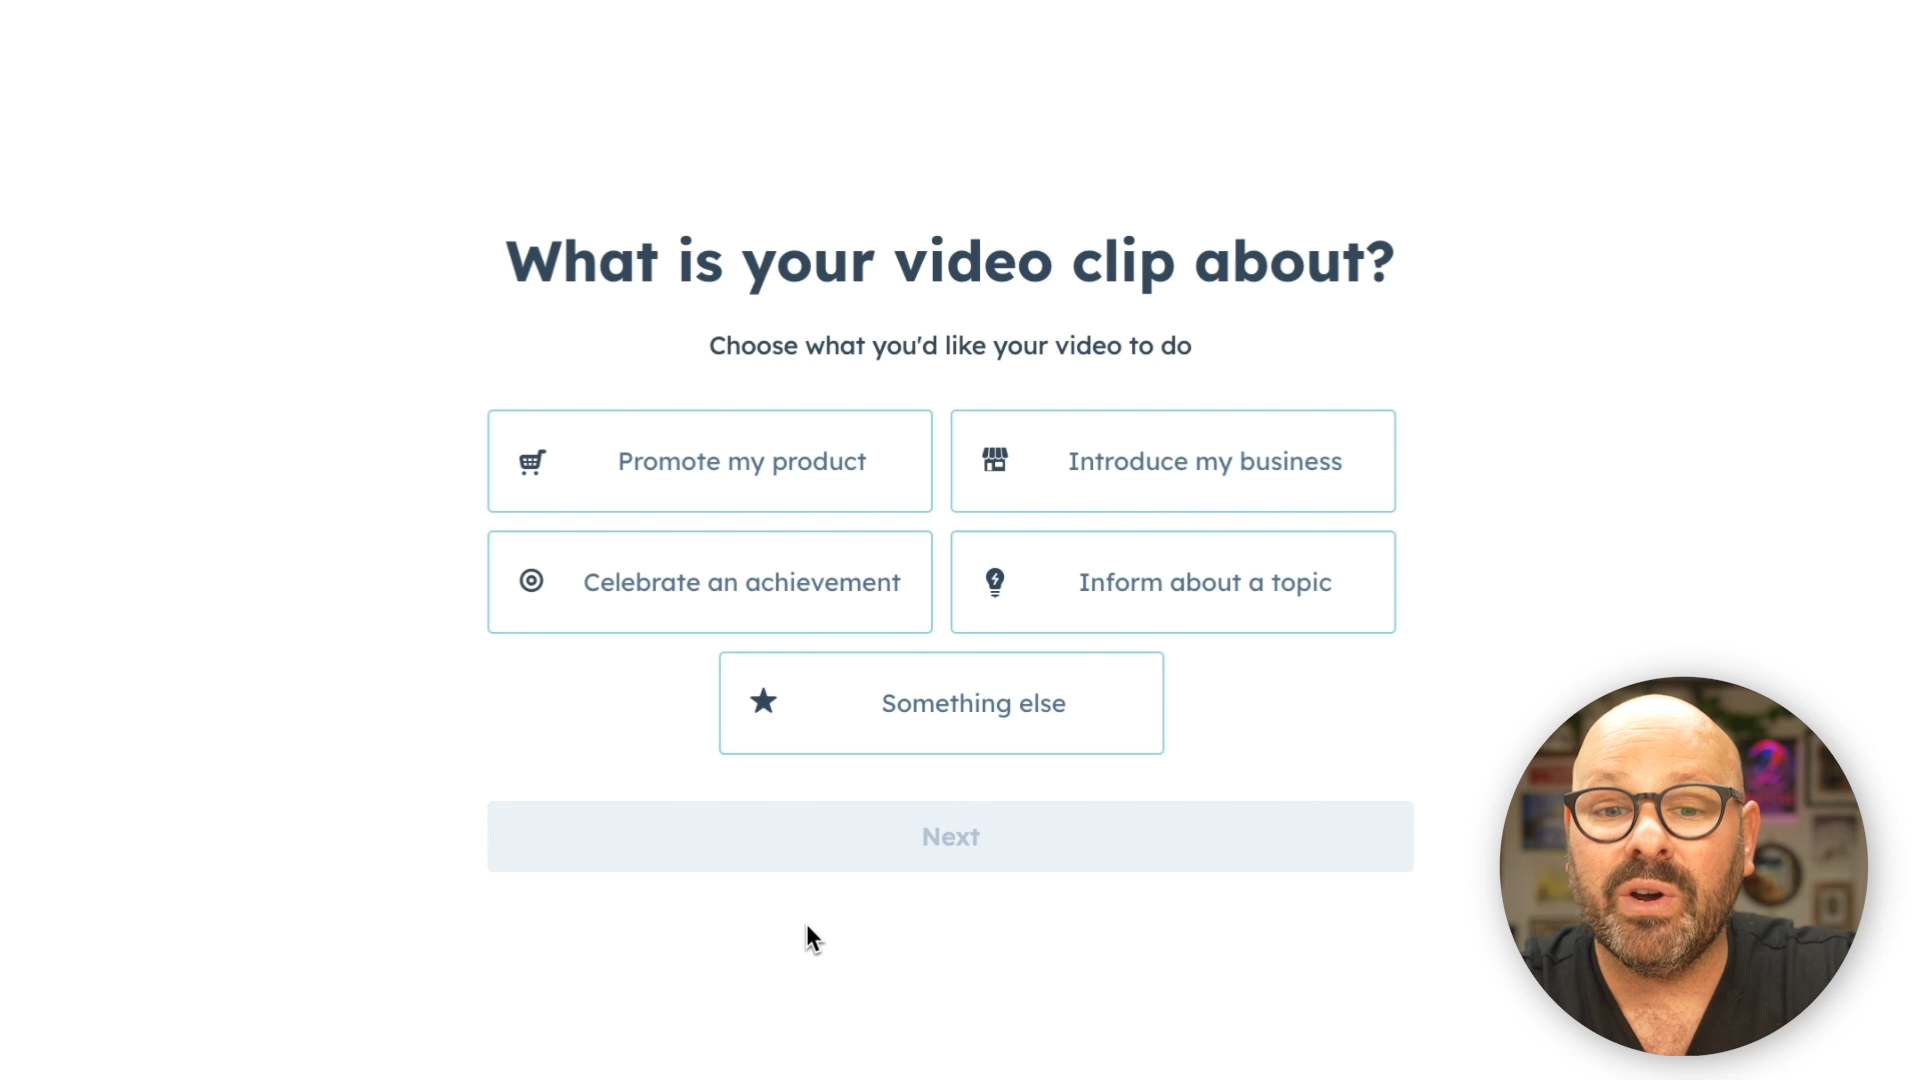 What is your video clip about?
Choose what you'd like your video to do
Promote my product
Introduce my business
Celebrate an achievement
Inform about a topic
Something else
Next